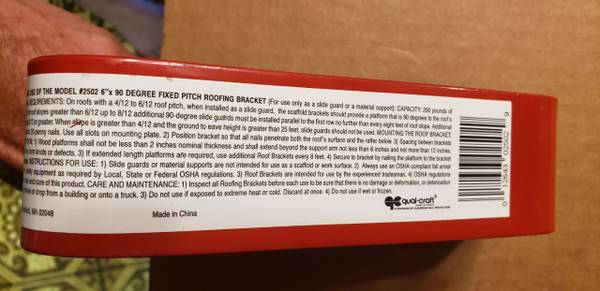 USE OF THE MODEL #2502 6"x 90 DEGREE FIXED PITCH ROOFING BRACKET (For use only as a slide guard or a material support): CAPACITY: 250 pounds of
REQUIREMENTS: On roofs with a 4/12 to 6/12 roof pitch, when installed as a slide guard, the scaffold brackets should provide a platform that is 90 degrees to the roof's
roof slopes greater than 6/12 up to 8/12 additional 90-degree slide guards must be installed parallel to the first row no further than every eight feet of roof slope. Additional
or greater. When slope is greater than 4/12 and the ground to eave height is greater than 25 feet, slide guards should not be used. MOUNTING THE ROOF BRACKET
20-penny nails. Use all slots on mounting plate. 2) Position bracket so that all nails penetrate both the roof's surface and the rafter below. 3) Spacing between brackets
1) Wood platforms shall not be less than 2 inches nominal thickness and shall extend beyond the support arm not less than 6 inches and not more than 12 inches.
knots or defects. 3) If extended length platforms are required, use additional Roof Brackets every 8 feet. 4) Secure to bracket by nailing the platform to the bracket
INSTRUCTIONS FOR USE: 1) Slide guards or material supports are not intended for use as a scaffold or work surface. 2) Always use an OSHA compliant fall arrest
safety equipment as required by Local, State or Federal OSHA regulations. 3) Roof Brackets are intended for use by the experienced tradesman. 4) OSHA regulations
and care of this product. CARE AND MAINTENANCE: 1) Inspect all Roofing Brackets before each use to be sure that there is no damage or deformation, or deterioration
or drop from a building or onto a truck. 3) Do not use if exposed to extreme heat or cold. Discard at once. 4) Do not use if wet or frozen.
MA 02048
Made in China
qual-craft
0 12643 02502 9